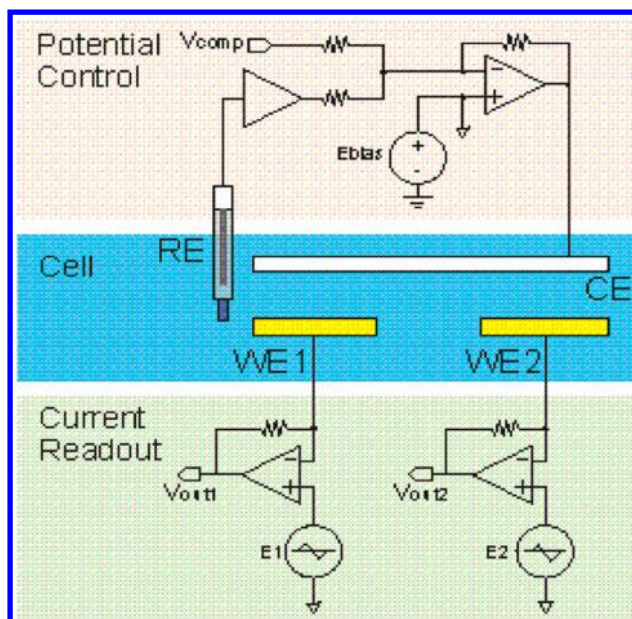 Potential
Control
Vcomp
Ebias
+
-
-
+
RE
Cell
CE
WE1
WE2
Current
Readout
-
+
Vout1
E1
-
+
Vout2
E2